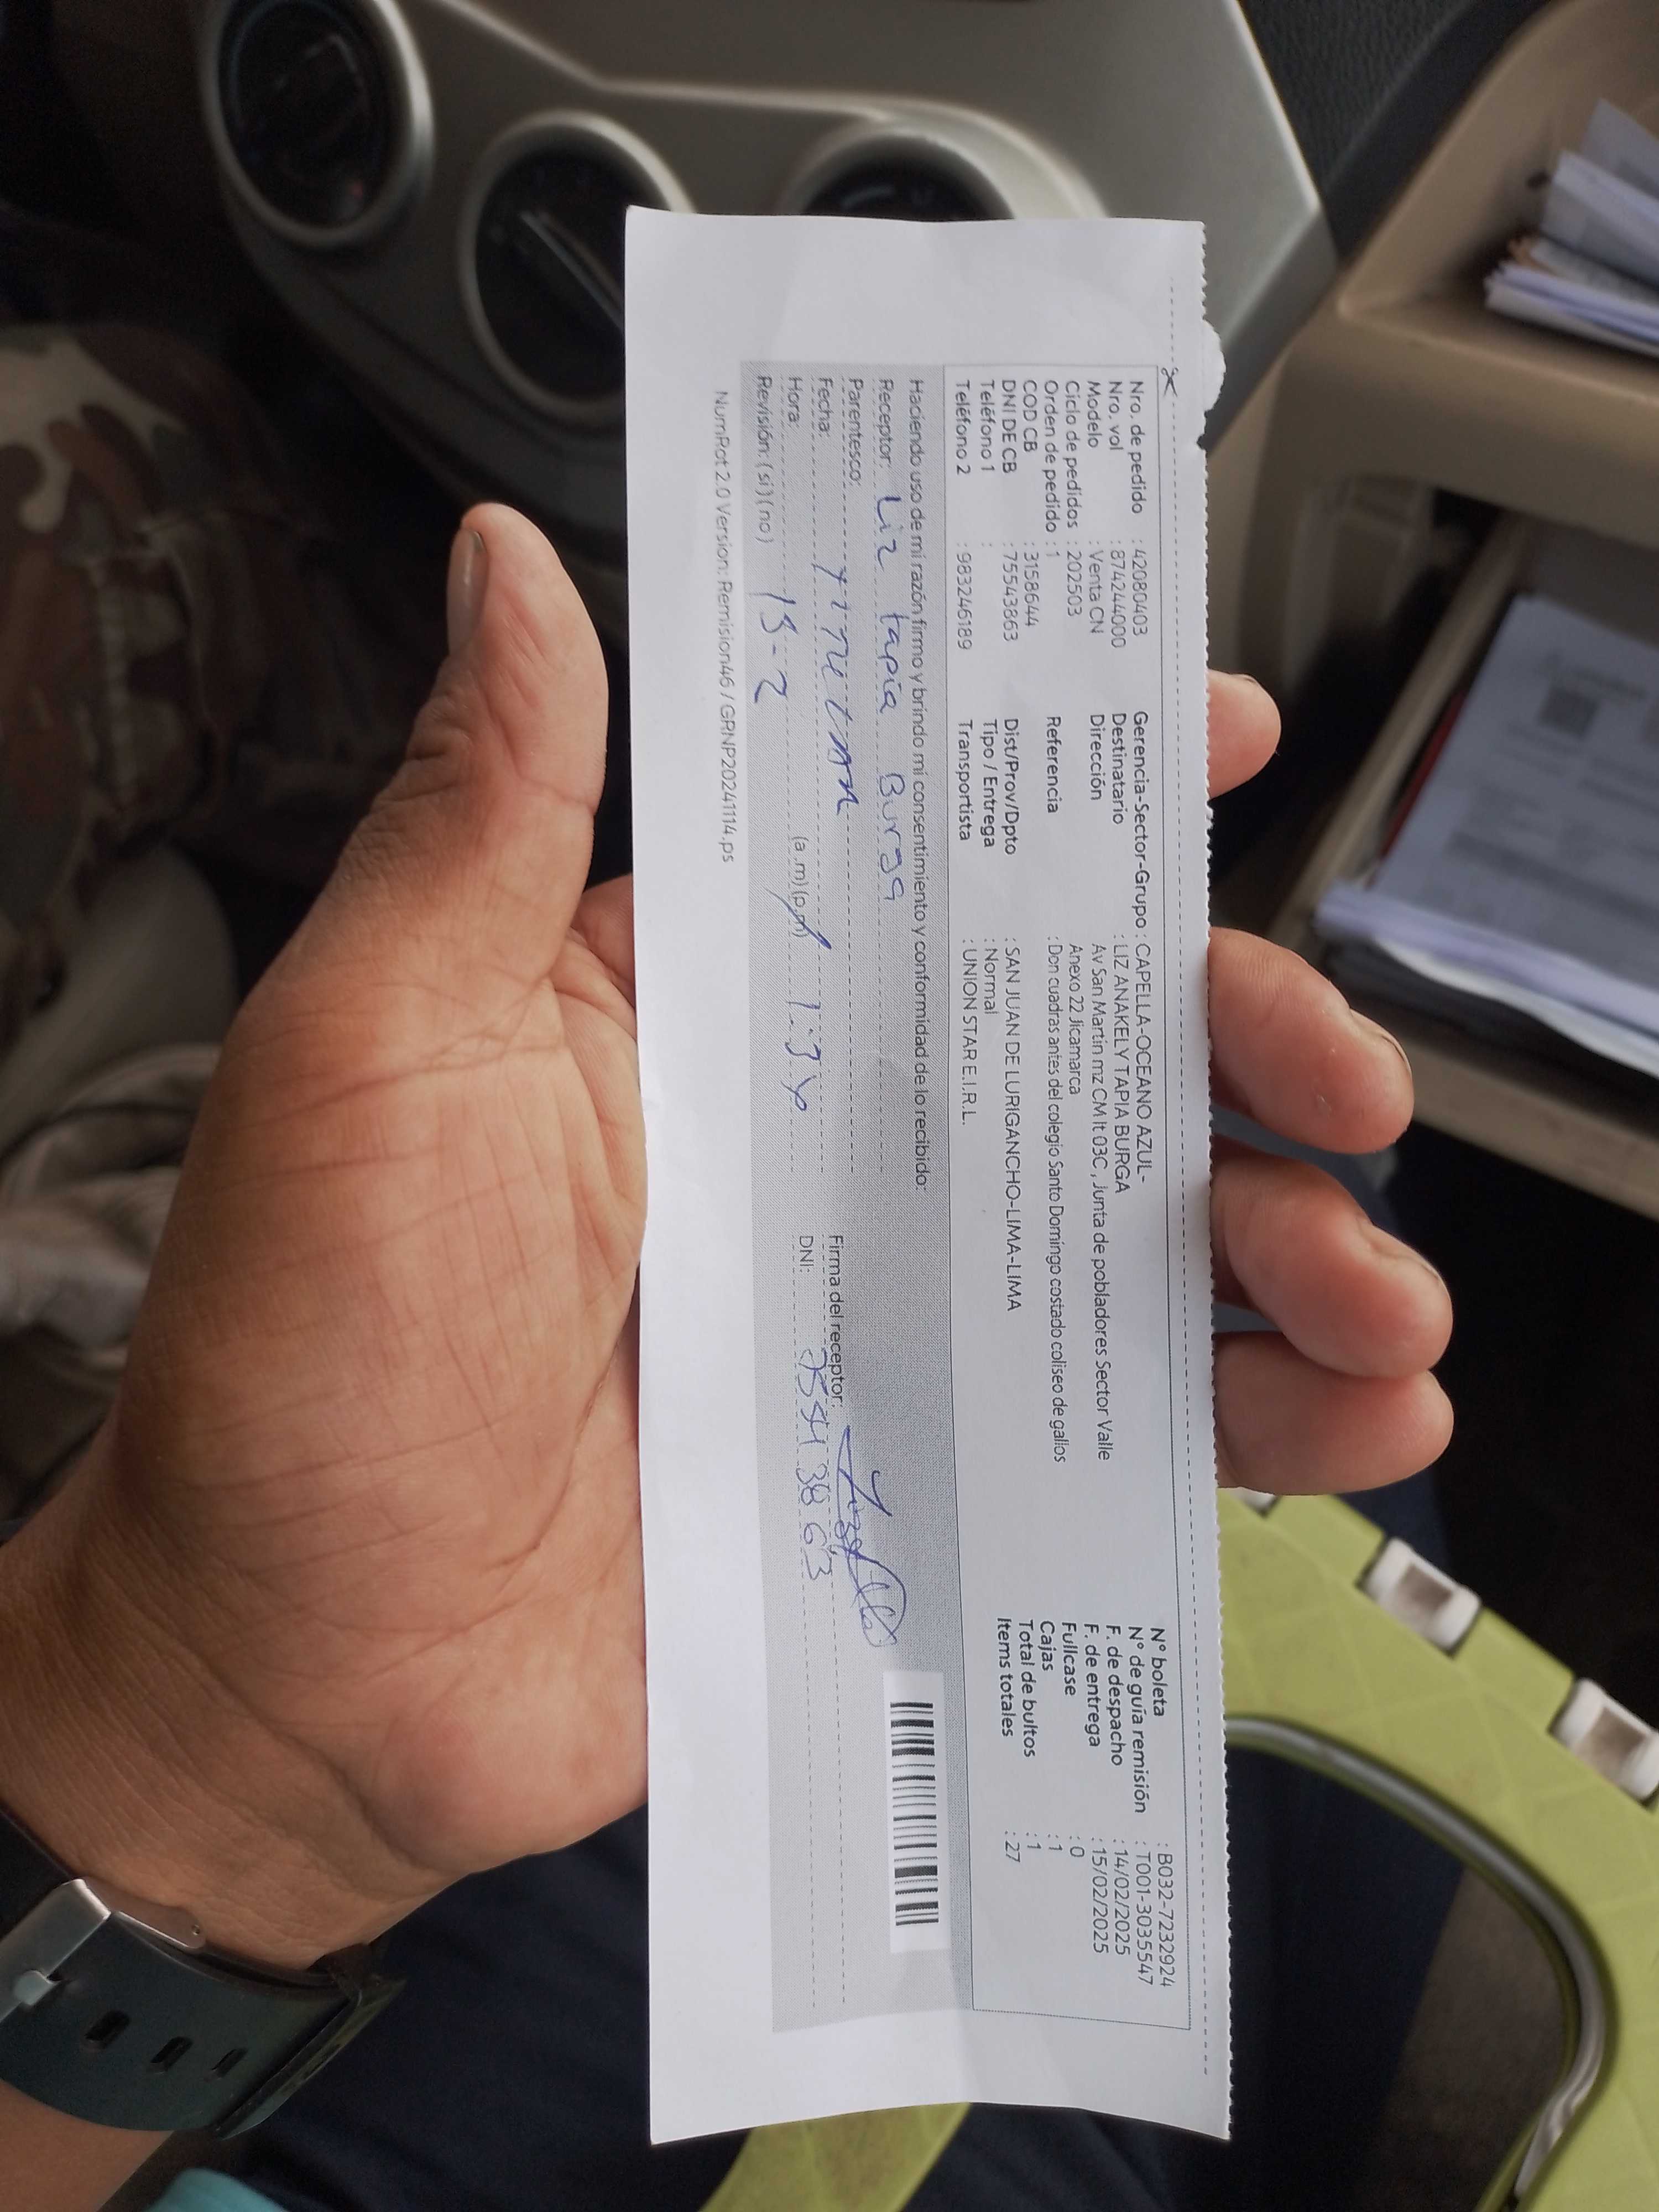 Nro. de pedido : 42080403
Nro. vol : 874244000
Modelo : Venta CN
Ciclo de pedidos : 202503
Orden de pedido : 1
COD CB : 3158644
DNI DE CB : 75543863
Teléfono 1 :
Teléfono 2 : 983246189
Gerencia-Sector-Grupo : CAPELLA-OCEANO AZUL-
Destinatario : LIZ ANAKELY TAPIA BURGA
Dirección : Av San Martin mz CM lt 03C , Junta de pobladores Sector Valle
Anexo 22 Jicamarca
Referencia : Don cuadras antes del colegio Santo Domingo costado coliseo de gallos
Dist/Prov/Dpto : SAN JUAN DE LURIGANCHO-LIMA-LIMA
Tipo / Entrega : Normal
Transportista : UNION STAR E.I.R.L.
N° boleta : B032-7232924
N° de guía remisión : T001-3035547
F. de despacho : 14/02/2025
F. de entrega : 15/02/2025
Fullcase : 0
Cajas : 1
Total de bultos : 1
Items totales : 27
Haciendo uso de mi razón firmo y brindo mi consentimiento y conformidad de lo recibido:
Receptor: Liz tapia Burga
Parentesco:
Fecha: 15-2
Hora: (a.m)(p.m)
Revisión: (si)(no)
Firma del receptor:
DNI: 75543863
NumRot 2.0 Version: Remision46 / GRNP20241114.ps